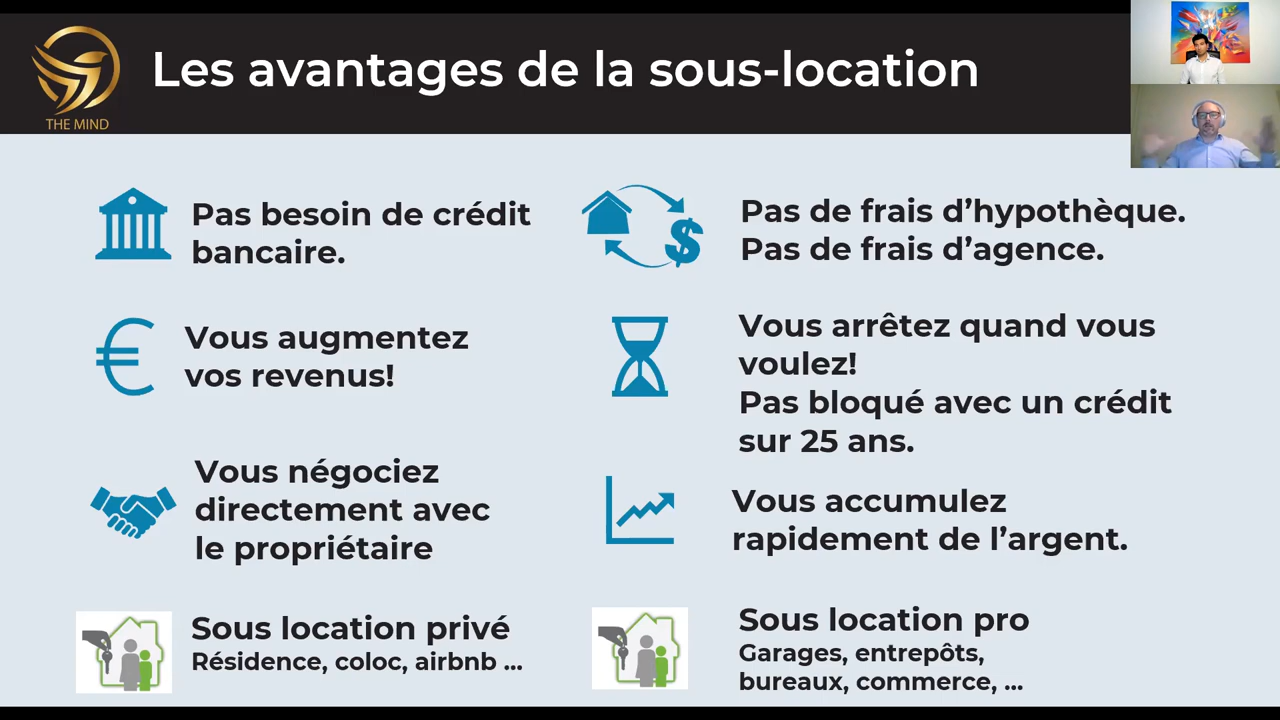 THE MIND
Les avantages de la sous-location
Pas besoin de crédit
bancaire.
Pas de frais d’hypothèque.
Pas de frais d’agence.
Vous augmentez
vos revenus!
Vous arrêtez quand vous
voulez!
Pas bloqué avec un crédit
sur 25 ans.
Vous négociez
directement avec
le propriétaire
Vous accumulez
rapidement de l’argent.
Sous location privé
Résidence, coloc, airbnb ...
Sous location pro
Garages, entrepôts,
bureaux, commerce, ...